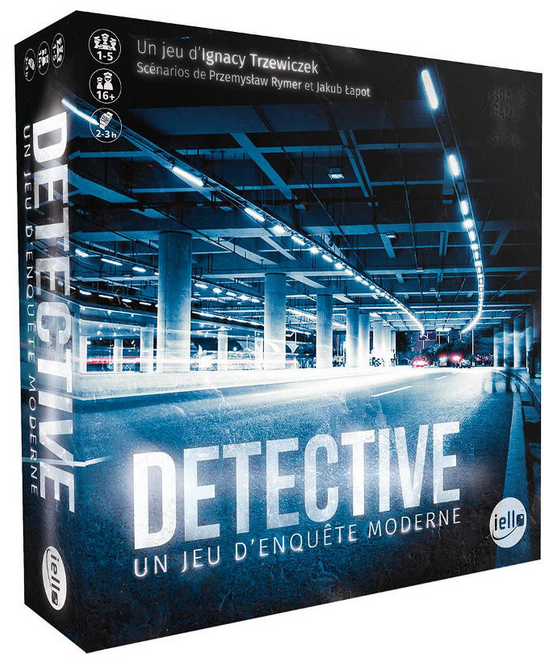 1-5
16+
2-3h
Un jeu d'Ignacy Trzewiczek
Scénarios de Przemysław Rymer et Jakub Łapot
DETECTIVE
UN JEU D'ENQUÊTE MODERNE
iello
DETECTIVE
UN JEU D'ENQUÊTE MODERNE
iello